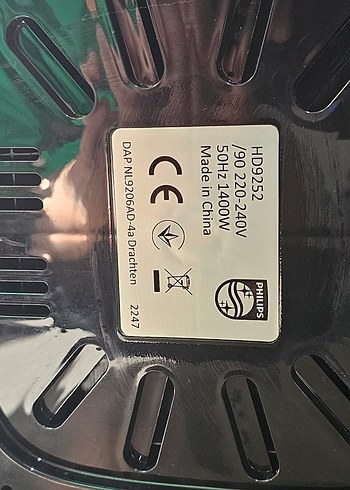 HD9252
/90 220-240V
50Hz 1400W
Made in China
PHILIPS
CE
DAP NL9206AD-4a Drachten 2247